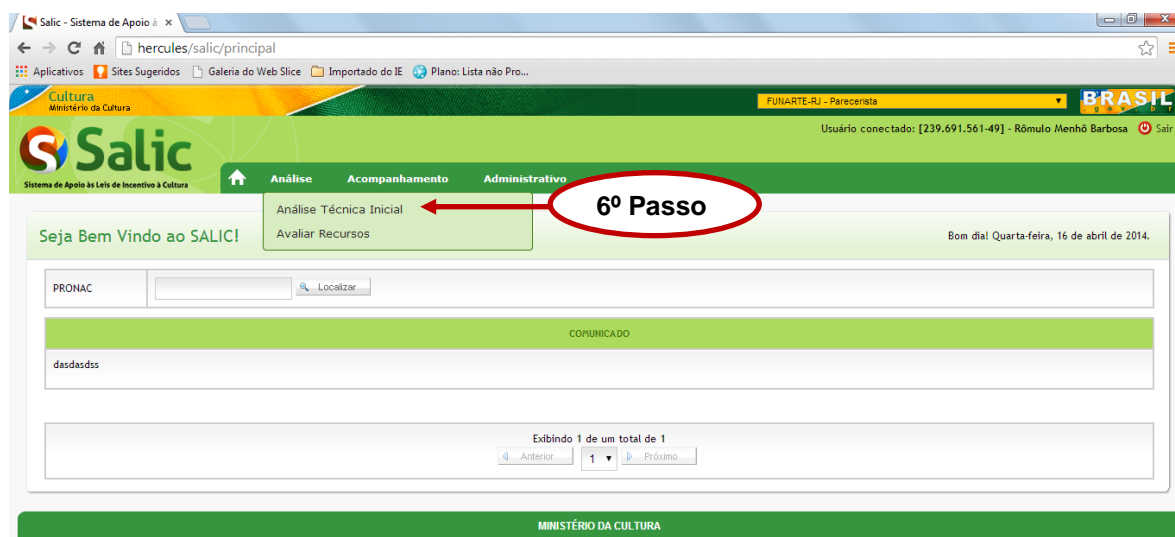 Salic - Sistema de Apoio à
hercules/salic/principal
Aplicativos Sites Sugeridos Galeria do Web Slice Importado do IE Plano: Lista não Pro...
Cultura
Ministério da Cultura
FUNARTE-RJ - Parecerista
BRASIL
.gov.br
Usuário conectado: [239.691.561-49] - Rômulo Menhô Barbosa Sair
Salic
Sistema de Apoio às Leis de Incentivo à Cultura
Análise Acompanhamento Administrativo
Análise Técnica Inicial
6º Passo
Avaliar Recursos
Seja Bem Vindo ao SALIC!
Bom dia! Quarta-feira, 16 de abril de 2014.
PRONAC Localizar
COMUNICADO
dasdasdss
Exibindo 1 de um total de 1
Anterior 1 Próximo
MINISTÉRIO DA CULTURA